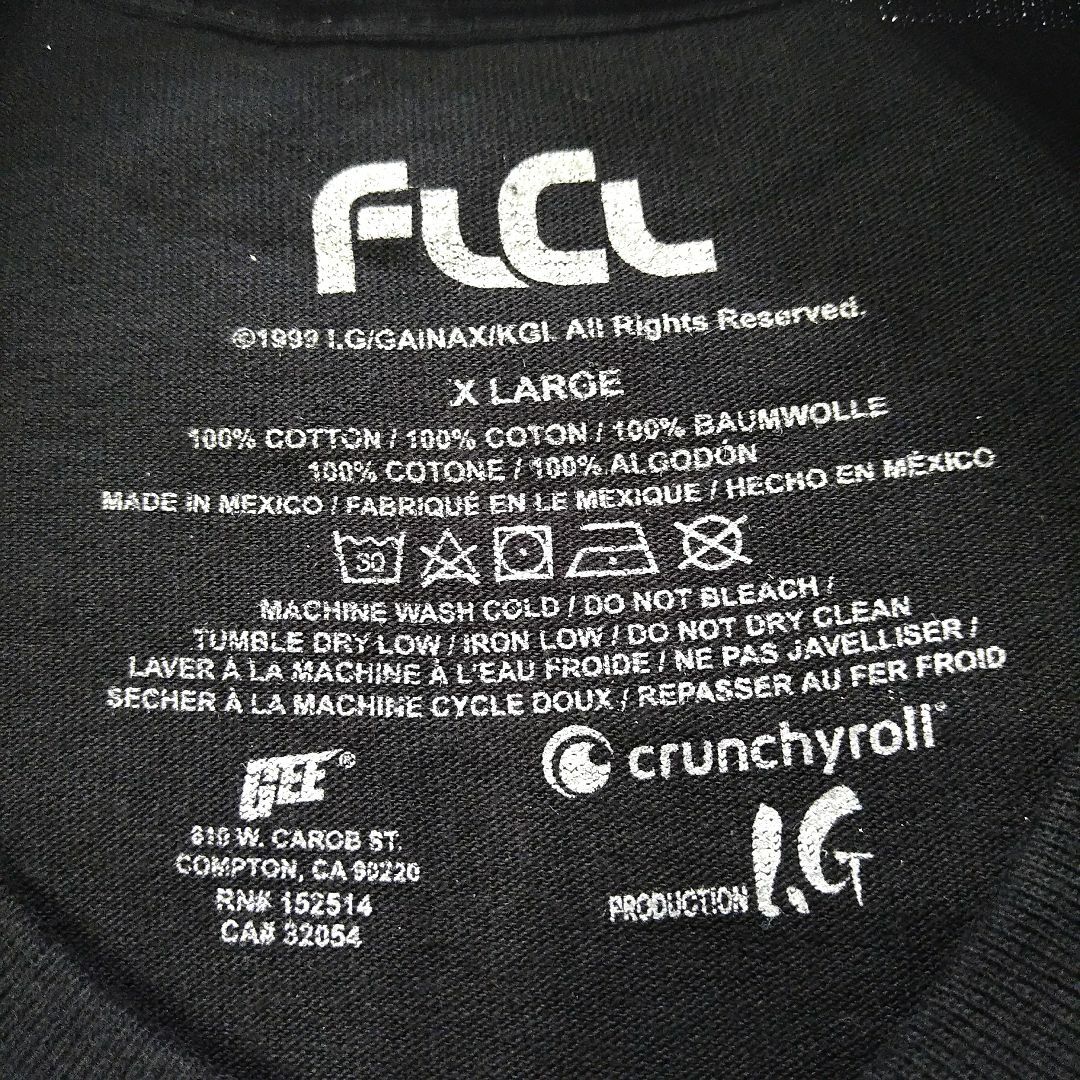 FLCL
©1999 I.G/GAINAX/KGI. All Rights Reserved.
X LARGE
100% COTTON / 100% COTON / 100% BAUMWOLLE
100% COTONE / 100% ALGODÓN
MADE IN MEXICO / FABRIQUÉ EN LE MEXIQUE / HECHO EN MÉXICO
30
MACHINE WASH COLD / DO NOT BLEACH /
TUMBLE DRY LOW / IRON LOW / DO NOT DRY CLEAN
LAVER À LA MACHINE À L'EAU FROIDE / NE PAS JAVELLISER /
SECHER À LA MACHINE CYCLE DOUX / REPASSER AU FER FROID
GEE®
crunchyroll™
610 W. CAROB ST.
COMPTON, CA 90220
RN# 152514
CA# 32054
PRODUCTION I.G